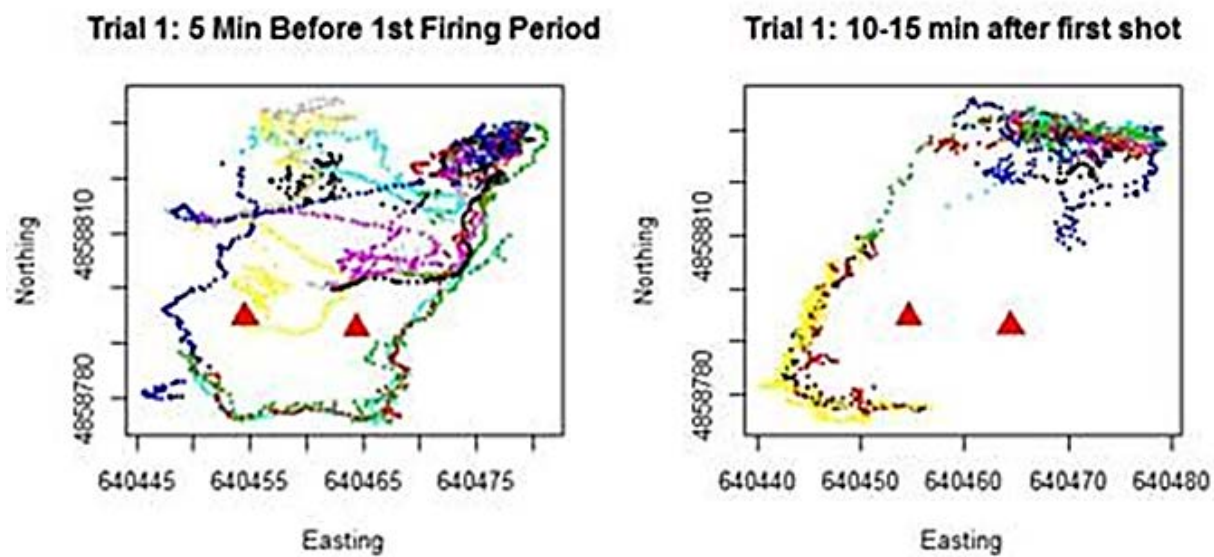 Trial 1: 5 Min Before 1st Firing Period
Northing
4858810
4858780
640445 640455 640465 640475
Easting
Trial 1: 10-15 min after first shot
Northing
4858810
4858780
640440 640450 640460 640470 640480
Easting